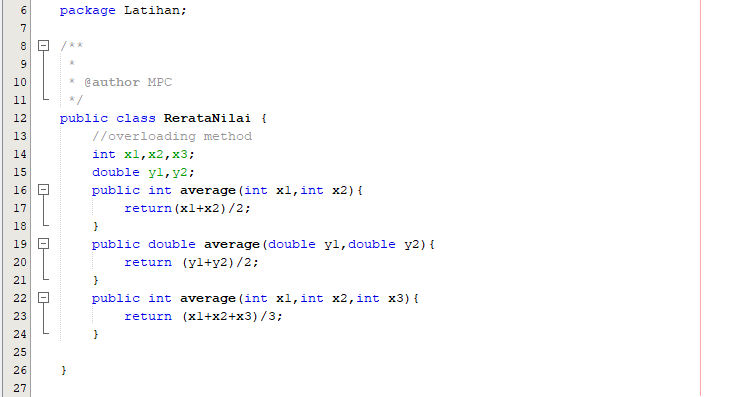 6 package Latihan;
7
8 /**
9 *
10 * @author MPC
11 */
12 public class RerataNilai {
13 //overloading method
14 int x1,x2,x3;
15 double y1,y2;
16 public int average(int x1,int x2){
17 return(x1+x2)/2;
18 }
19 public double average(double y1,double y2){
20 return (y1+y2)/2;
21 }
22 public int average(int x1,int x2,int x3){
23 return (x1+x2+x3)/3;
24 }
25
26 }
27